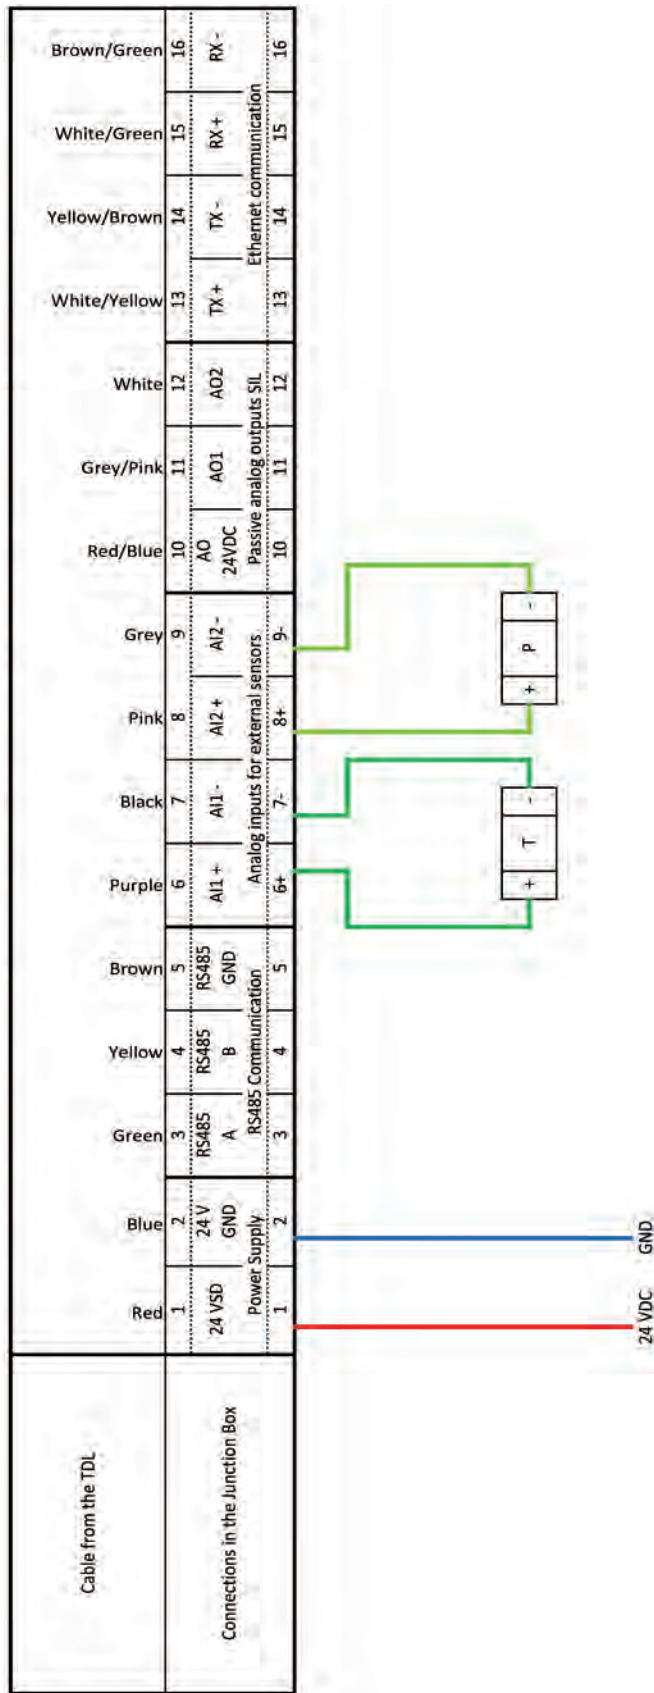 Cable from the TDL
Red
Blue
Green
Yellow
Brown
Purple
Black
Pink
Grey
Red/Blue
Grey/Pink
White
White/Yellow
Yellow/Brown
White/Green
Brown/Green
Connections in the Junction Box
1
2
3
4
5
6
7
8
9
10
11
12
13
14
15
16
24 VSD
24 V
GND
RS485
A
RS485
B
RS485
GND
AI1 +
AI1 -
AI2 +
AI2 -
AO
24VDC
AO1
AO2
TX +
TX -
RX +
RX -
Power Supply
RS485 Communication
Analog inputs for external sensors
Passive analog outputs SIL
Ethernet communication
1
2
3
4
5
6+
7-
8+
9-
10
11
12
13
14
15
16
+ T -
+ P -
24 VDC
GND